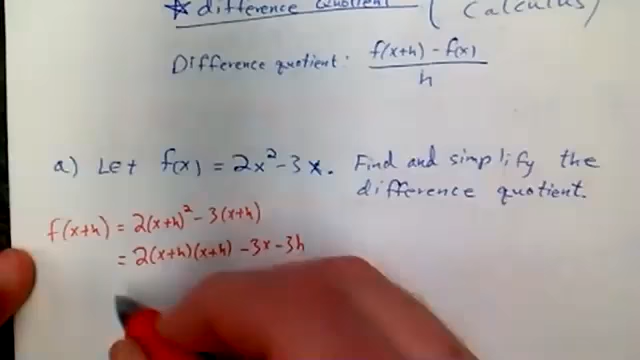 ☆ difference quotient (Calculus)
Difference quotient: (f(x+h) - f(x)) / h
a) Let f(x) = 2x² - 3x. Find and simplify the
difference quotient.
f(x+h) = 2(x+h)² - 3(x+h)
= 2(x+h)(x+h) - 3x - 3h